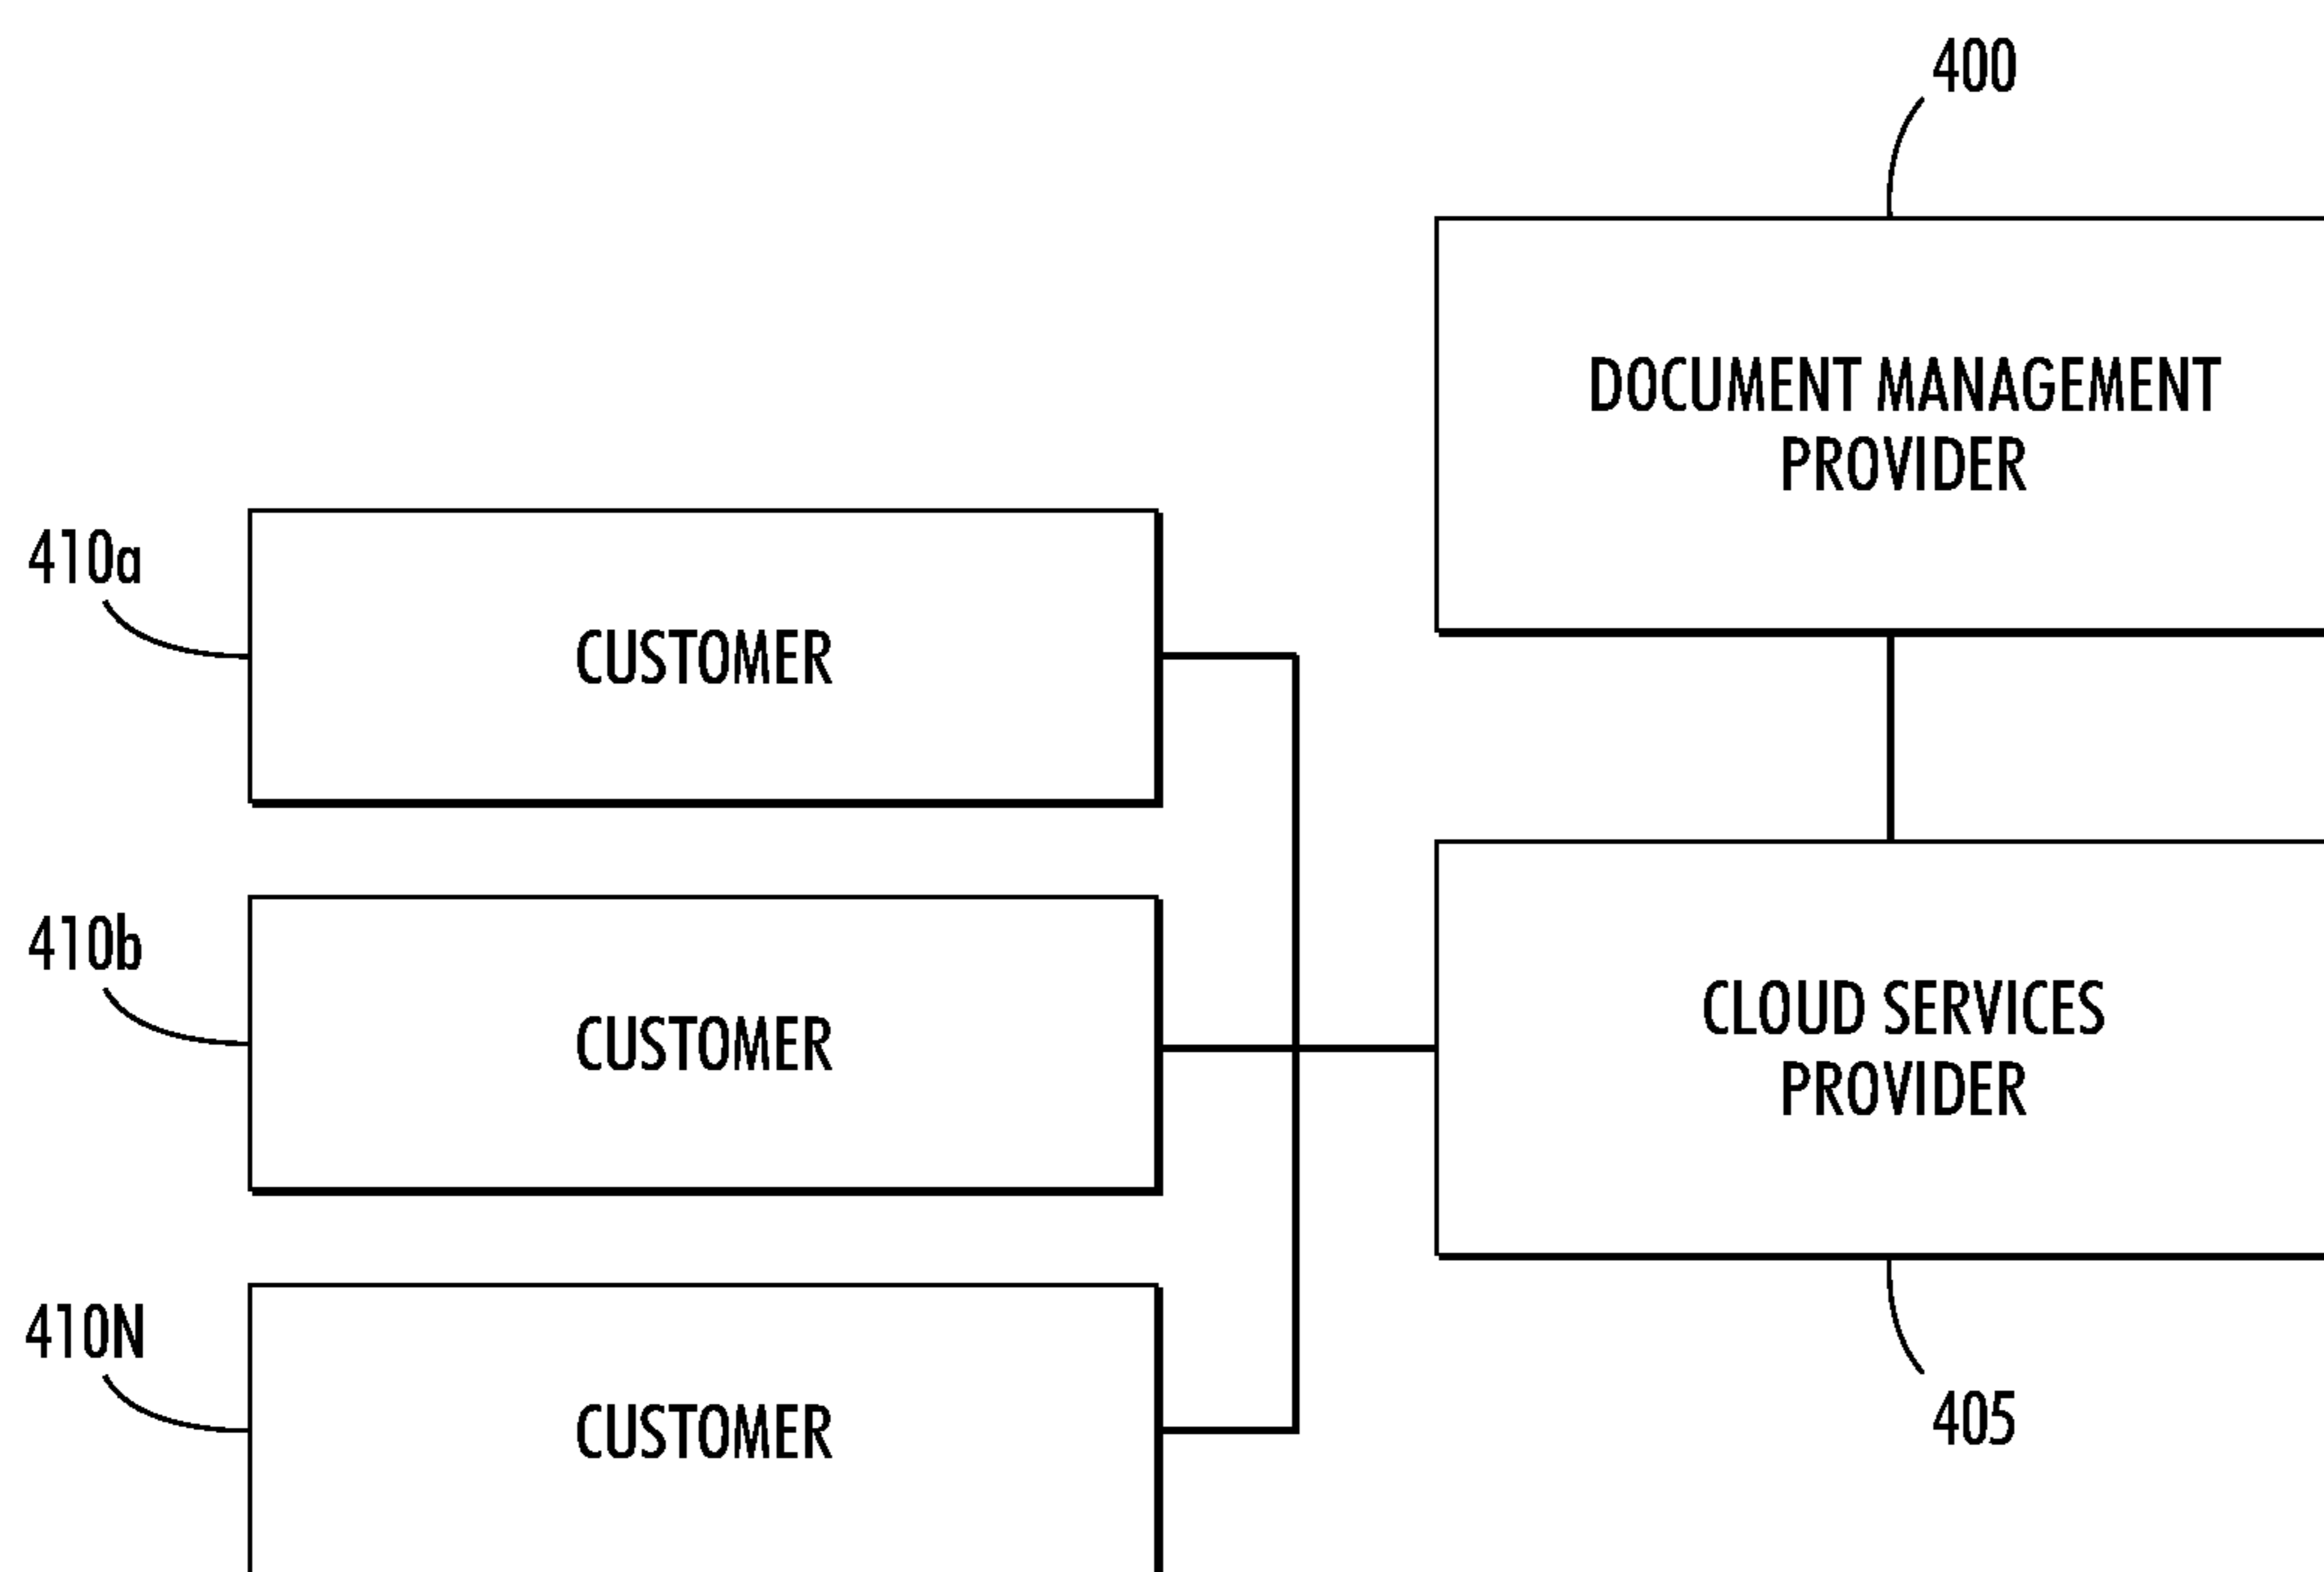 400
DOCUMENT MANAGEMENT
PROVIDER
410a
CUSTOMER
410b
CUSTOMER
CLOUD SERVICES
PROVIDER
410N
CUSTOMER
405